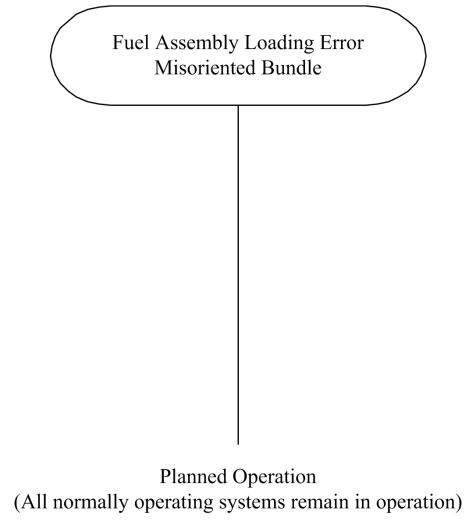 Fuel Assembly Loading Error
Misoriented Bundle
Planned Operation
(All normally operating systems remain in operation)